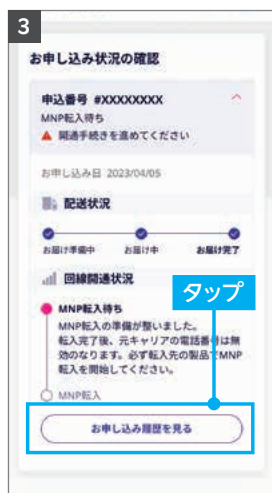 3
お申し込み状況の確認
申込番号 #XXXXXXXX
MNP転入待ち
開通手続きを進めてください
お申し込み日 2023/04/05
配送状況
お届け準備中 お届け中 お届け完了
回線開通状況
タップ
MNP転入待ち
MNP転入の準備が整いました。
転入完了後、元キャリアの電話番号は無
効のなります。必ず転入先の製品でMNP
転入を開始してください。
MNP転入
お申し込み履歴を見る